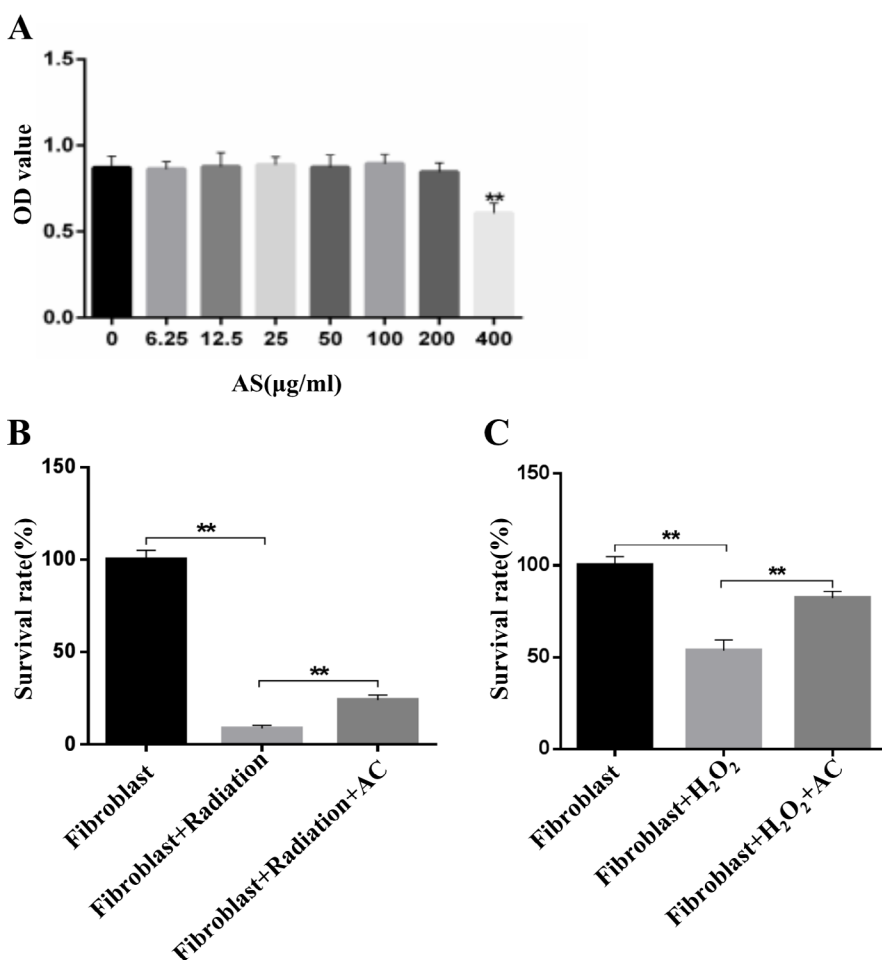 A
1.5
1.0
0.5
0.0
OD value
**
0 6.25 12.5 25 50 100 200 400
AS(μg/ml)
B
150
100
50
0
Survival rate(%)
**
**
Fibroblast
Fibroblast+Radiation
Fibroblast+Radiation+AC
C
150
100
50
0
Survival rate(%)
**
**
Fibroblast
Fibroblast+H₂O₂
Fibroblast+H₂O₂+AC